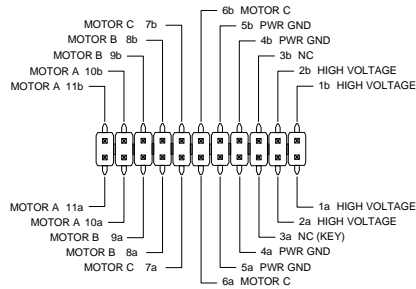 6b MOTOR C
MOTOR C 7b
5b PWR GND
MOTOR B 8b
4b PWR GND
MOTOR B 9b
3b NC
MOTOR A 10b
2b HIGH VOLTAGE
MOTOR A 11b
1b HIGH VOLTAGE
MOTOR A 11a
1a HIGH VOLTAGE
MOTOR A 10a
2a HIGH VOLTAGE
MOTOR B 9a
3a NC (KEY)
MOTOR B 8a
4a PWR GND
MOTOR C 7a
5a PWR GND
6a MOTOR C